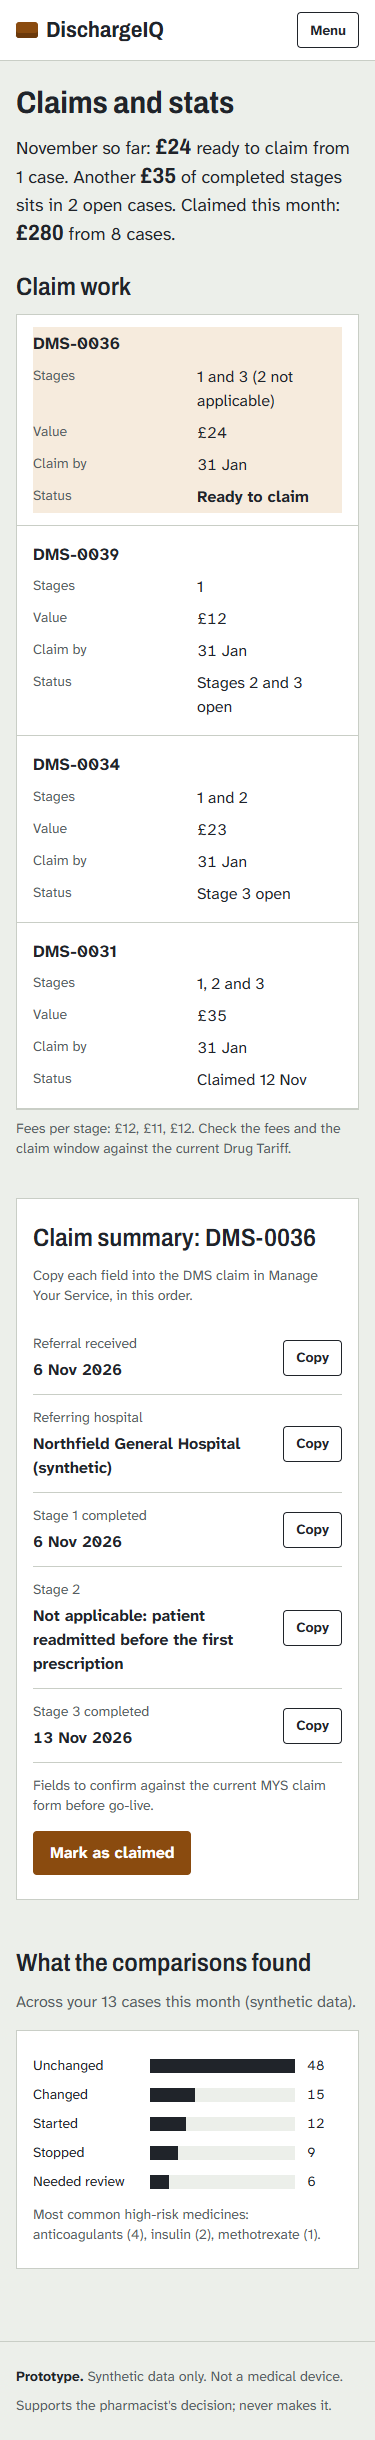 DischargeIQ
Menu
Claims and stats
November so far: £24 ready to claim from
1 case. Another £35 of completed stages
sits in 2 open cases. Claimed this month:
£280 from 8 cases.
Claim work
DMS-0036
Stages 1 and 3 (2 not
applicable)
Value £24
Claim by 31 Jan
Status Ready to claim
DMS-0039
Stages 1
Value £12
Claim by 31 Jan
Status Stages 2 and 3
open
DMS-0034
Stages 1 and 2
Value £23
Claim by 31 Jan
Status Stage 3 open
DMS-0031
Stages 1, 2 and 3
Value £35
Claim by 31 Jan
Status Claimed 12 Nov
Fees per stage: £12, £11, £12. Check the fees and the
claim window against the current Drug Tariff.
Claim summary: DMS-0036
Copy each field into the DMS claim in Manage
Your Service, in this order.
Referral received
6 Nov 2026
Copy
Referring hospital
Northfield General Hospital
(synthetic)
Copy
Stage 1 completed
6 Nov 2026
Copy
Stage 2
Not applicable: patient
readmitted before the first
prescription
Copy
Stage 3 completed
13 Nov 2026
Copy
Fields to confirm against the current MYS claim
form before go-live.
Mark as claimed
What the comparisons found
Across your 13 cases this month (synthetic data).
Unchanged 48
Changed 15
Started 12
Stopped 9
Needed review 6
Most common high-risk medicines:
anticoagulants (4), insulin (2), methotrexate (1).
Prototype. Synthetic data only. Not a medical device.
Supports the pharmacist's decision; never makes it.